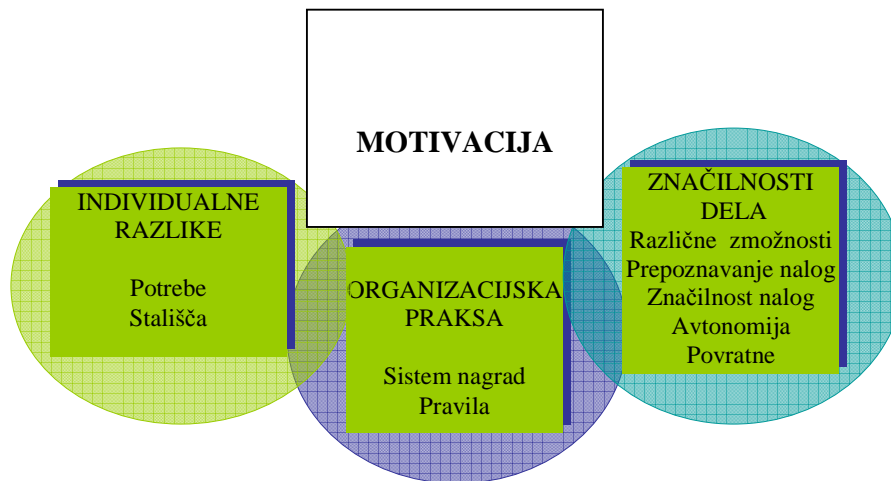 MOTIVACIJA
INDIVIDUALNE
RAZLIKE
Potrebe
Stališča
ORGANIZACIJSKA
PRAKSA
Sistem nagrad
Pravila
ZNAČILNOSTI
DELA
Različne zmožnosti
Prepoznavanje nalog
Značilnost nalog
Avtonomija
Povratne